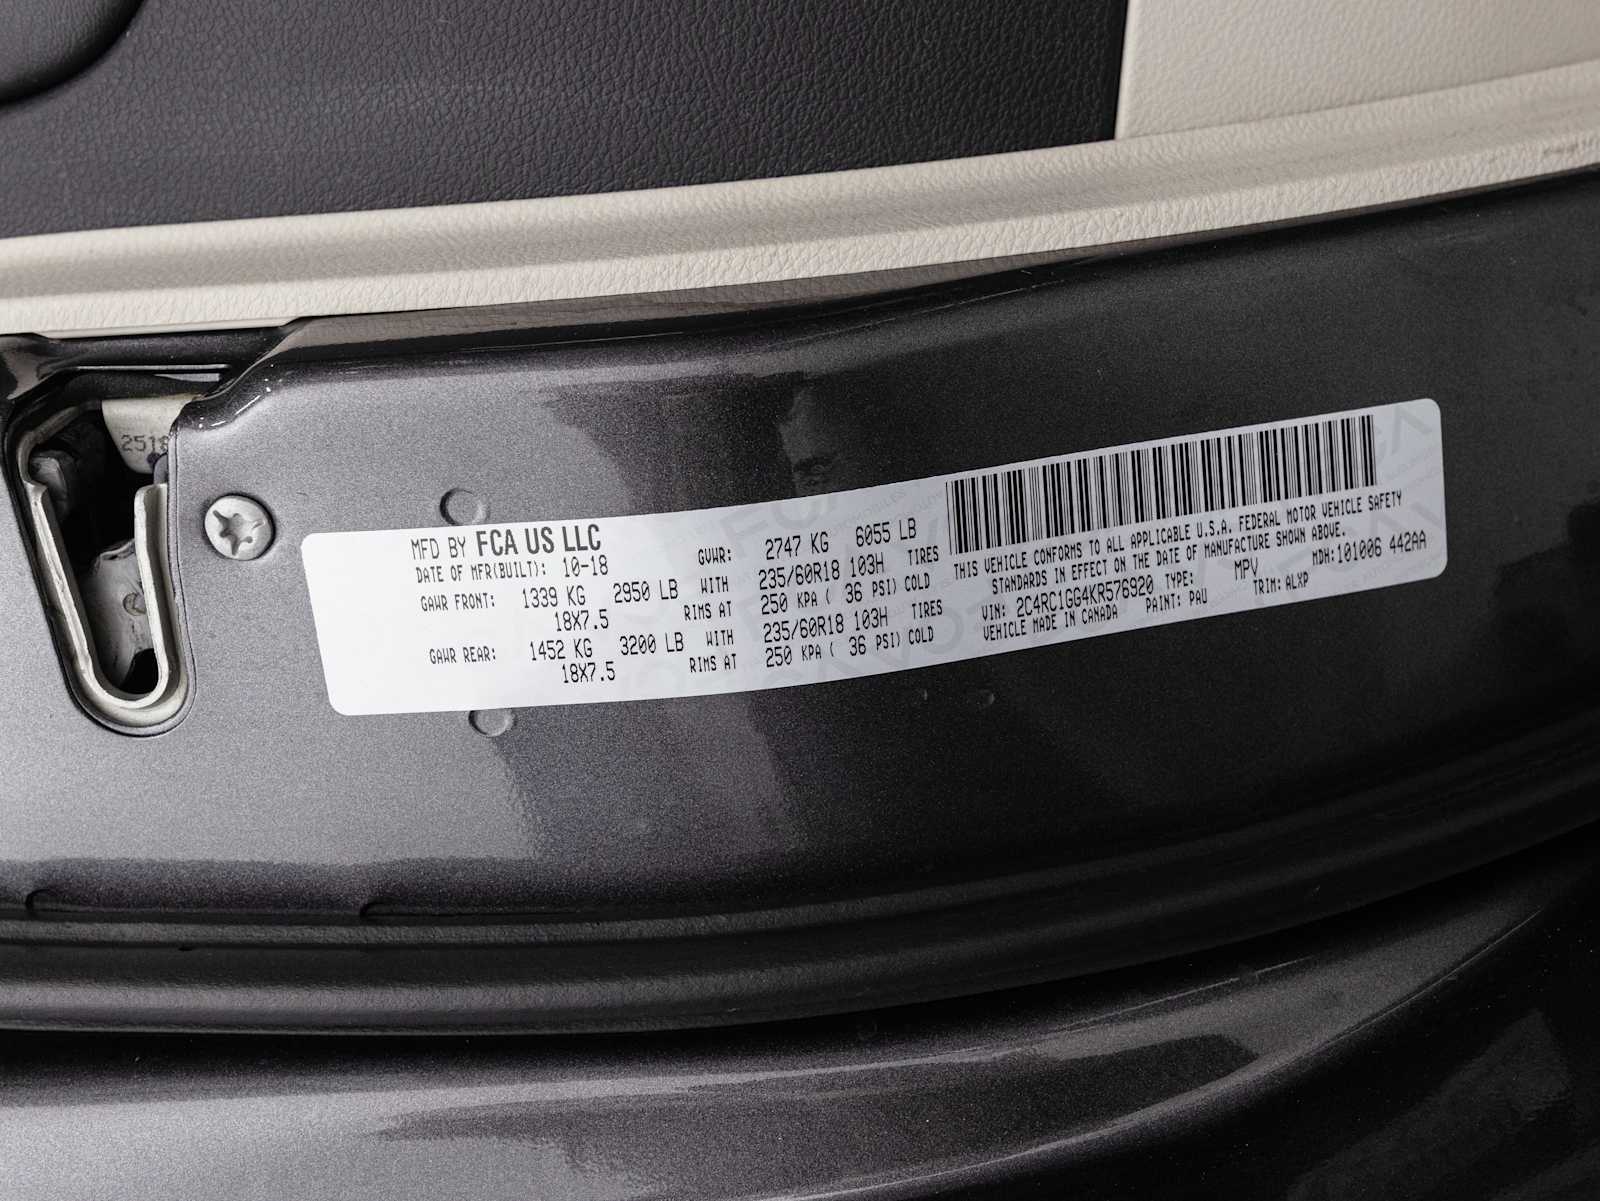 2518
MFD BY FCA US LLC
DATE OF MFR(BUILT): 10-18 GVWR: 2747 KG 6055 LB
GAWR FRONT: 1339 KG 2950 LB WITH 235/60R18 103H TIRES
18X7.5 RIMS AT 250 KPA ( 36 PSI) COLD
GAWR REAR: 1452 KG 3200 LB WITH 235/60R18 103H TIRES
18X7.5 RIMS AT 250 KPA ( 36 PSI) COLD
THIS VEHICLE CONFORMS TO ALL APPLICABLE U.S.A. FEDERAL MOTOR VEHICLE SAFETY
STANDARDS IN EFFECT ON THE DATE OF MANUFACTURE SHOWN ABOVE.
VIN: 2C4RC1GG4KR576920 TYPE: MPV MDH:101006 442AA
VEHICLE MADE IN CANADA PAINT: PAU TRIM: ALXP